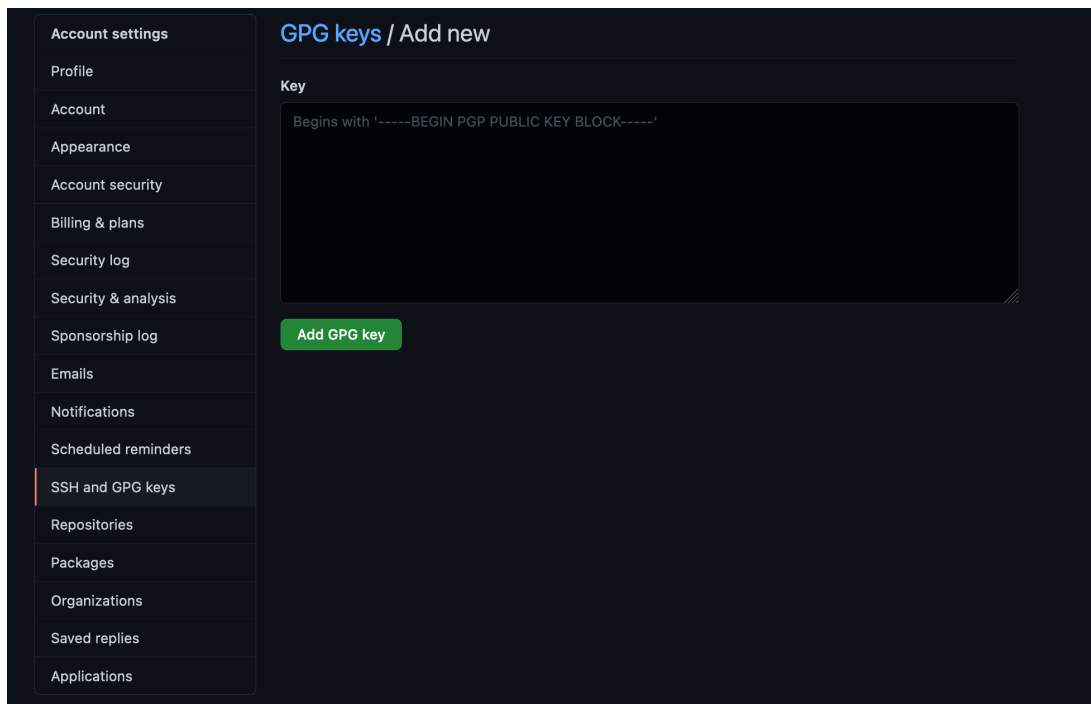 Account settings
Profile
Account
Appearance
Account security
Billing & plans
Security log
Security & analysis
Sponsorship log
Emails
Notifications
Scheduled reminders
SSH and GPG keys
Repositories
Packages
Organizations
Saved replies
Applications
GPG keys / Add new
Key
Begins with '-----BEGIN PGP PUBLIC KEY BLOCK-----'
Add GPG key